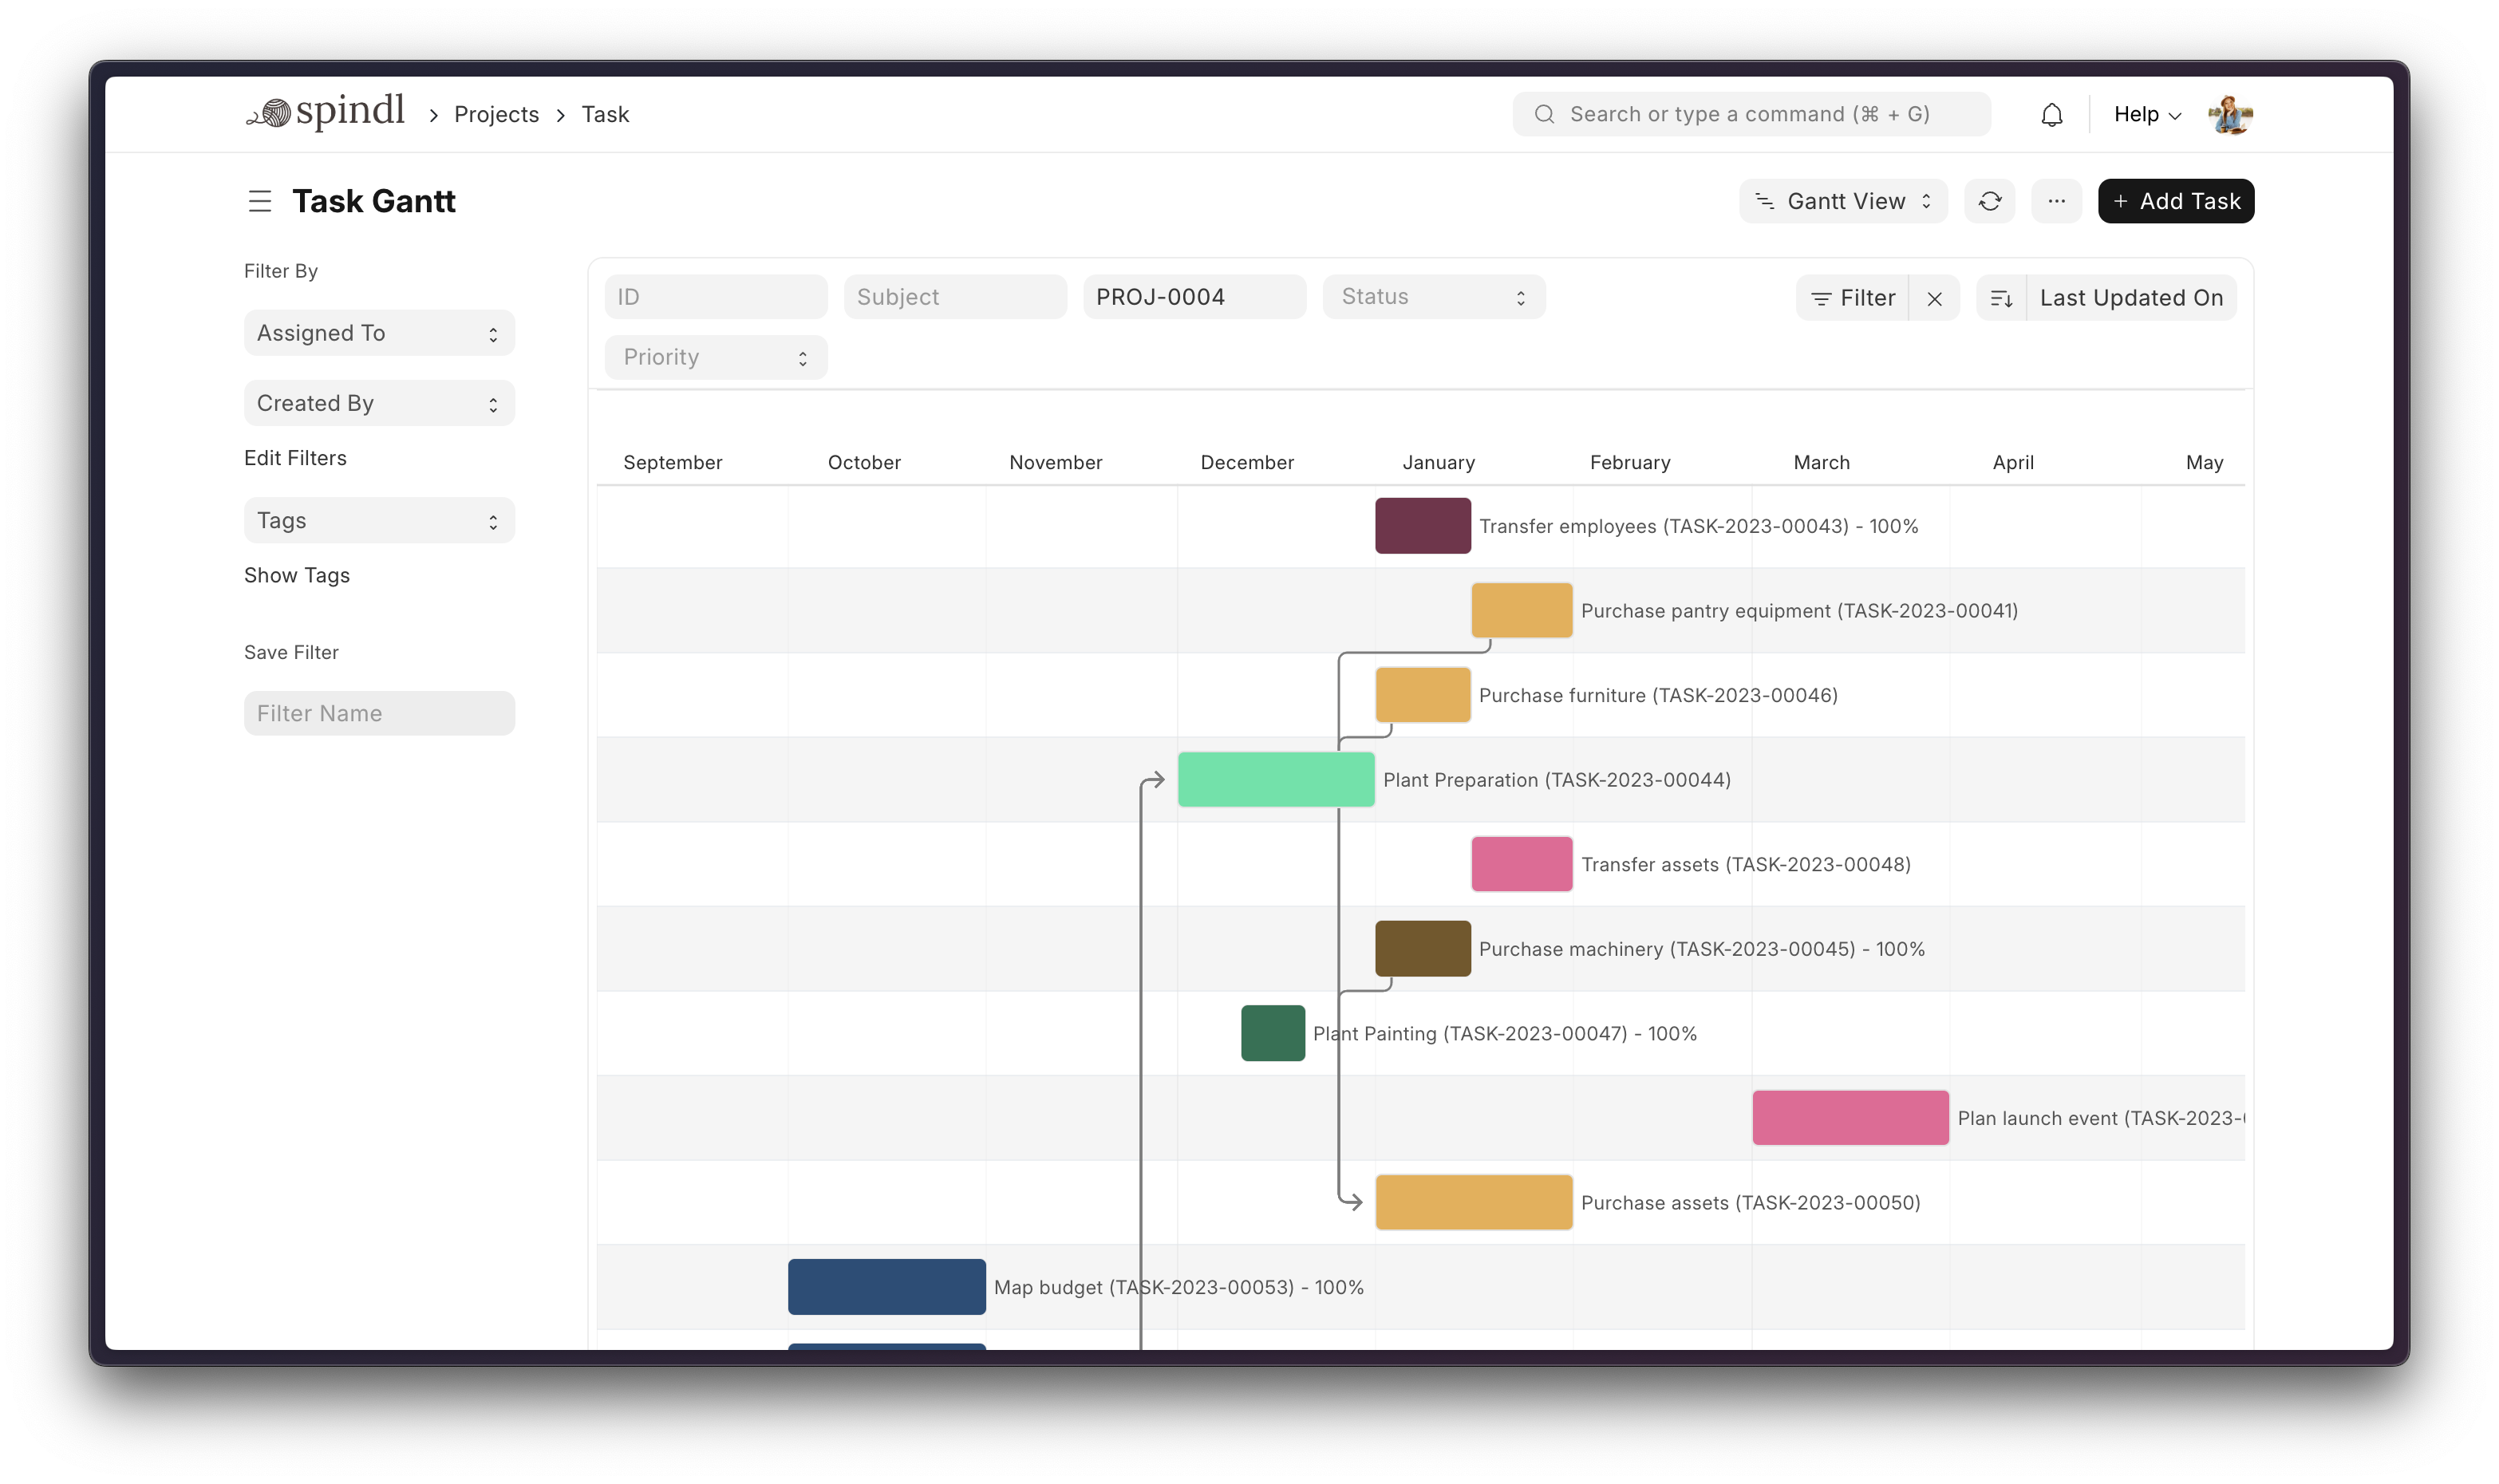 spindl > Projects > Task
Search or type a command (⌘ + G)
Help
Task Gantt
Gantt View
...
+ Add Task
Filter By
Assigned To
Created By
Edit Filters
Tags
Show Tags
Save Filter
Filter Name
ID
Subject
PROJ-0004
Status
Filter
Last Updated On
Priority
September October November December January February March April May
Transfer employees (TASK-2023-00043) - 100%
Purchase pantry equipment (TASK-2023-00041)
Purchase furniture (TASK-2023-00046)
Plant Preparation (TASK-2023-00044)
Transfer assets (TASK-2023-00048)
Purchase machinery (TASK-2023-00045) - 100%
Plant Painting (TASK-2023-00047) - 100%
Plan launch event (TASK-2023-
Purchase assets (TASK-2023-00050)
Map budget (TASK-2023-00053) - 100%